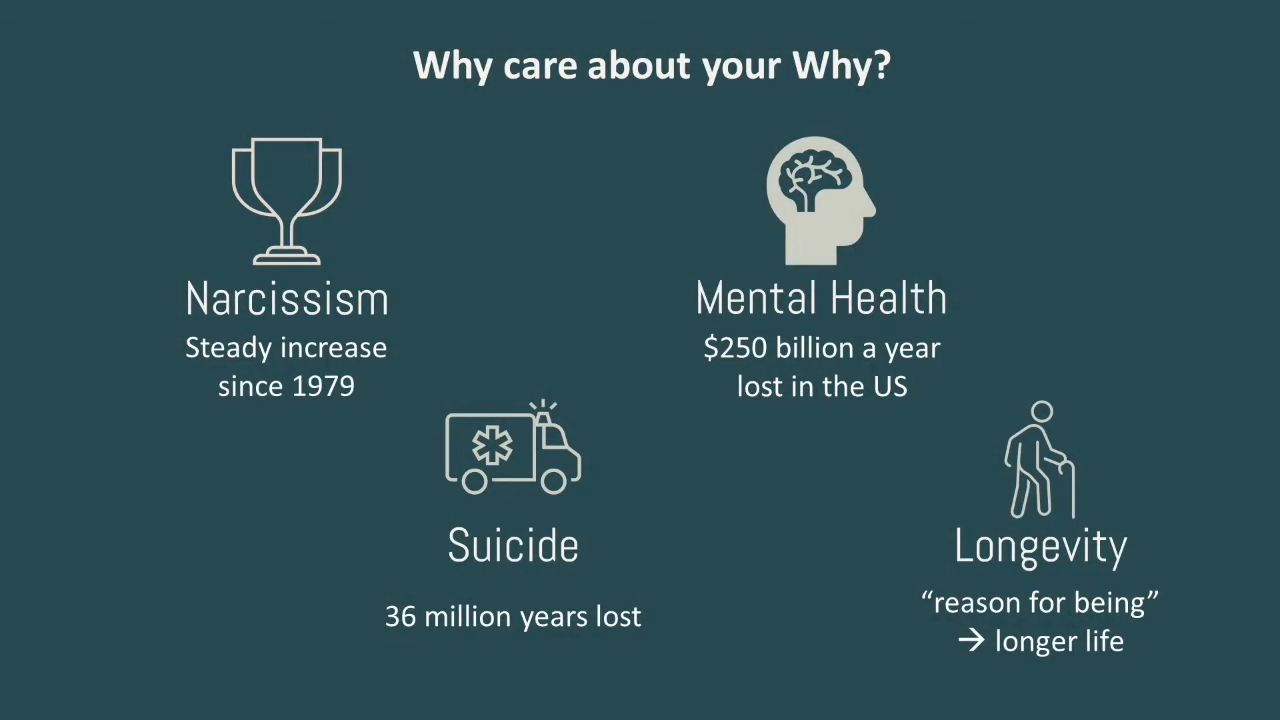 Why care about your Why?
Narcissism
Steady increase
since 1979
Mental Health
$250 billion a year
lost in the US
Suicide
36 million years lost
Longevity
“reason for being”
→ longer life